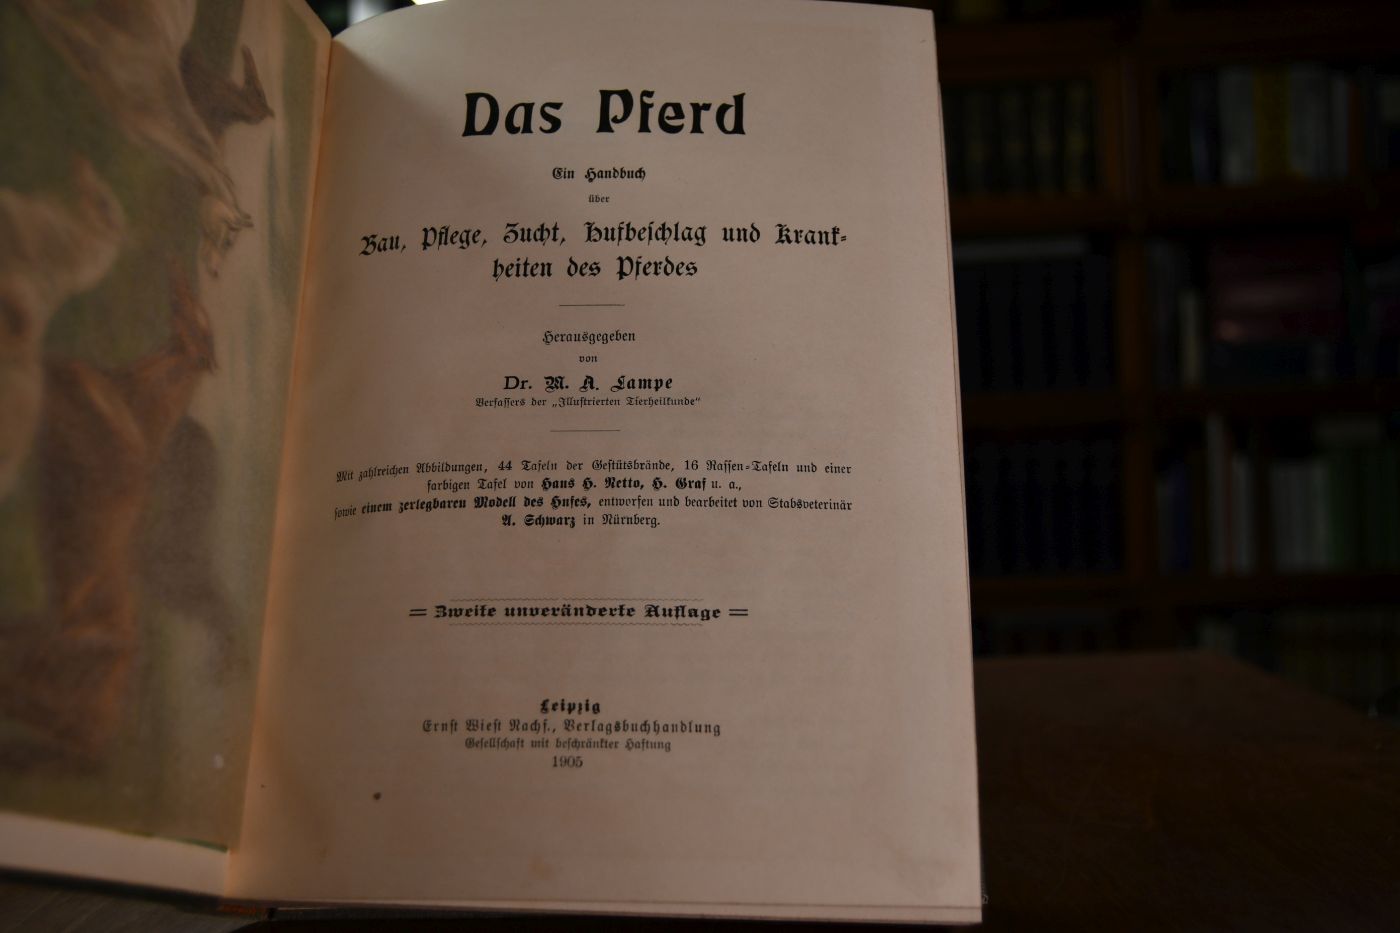 Das Pferd
Ein Handbuch
über
Bau, Pflege, Zucht, Hufbeschlag und Krank-
heiten des Pferdes
Herausgegeben
von
Dr. M. A. Lampe
Verfassers der „Illustrierten Tierheilkunde“
Mit zahlreichen Abbildungen, 44 Tafeln der Gestütsbrände, 16 Rassen-Tafeln und einer
farbigen Tafel von Hans H. Netto, H. Graf u. a.,
sowie einem zerlegbaren Modell des Hufes, entworfen und bearbeitet von Stabsveterinär
A. Schwarz in Nürnberg.
= Zweite unveränderte Auflage =
Leipzig
Ernst Wiest Nachf., Verlagsbuchhandlung
Gesellschaft mit beschränkter Haftung
1905